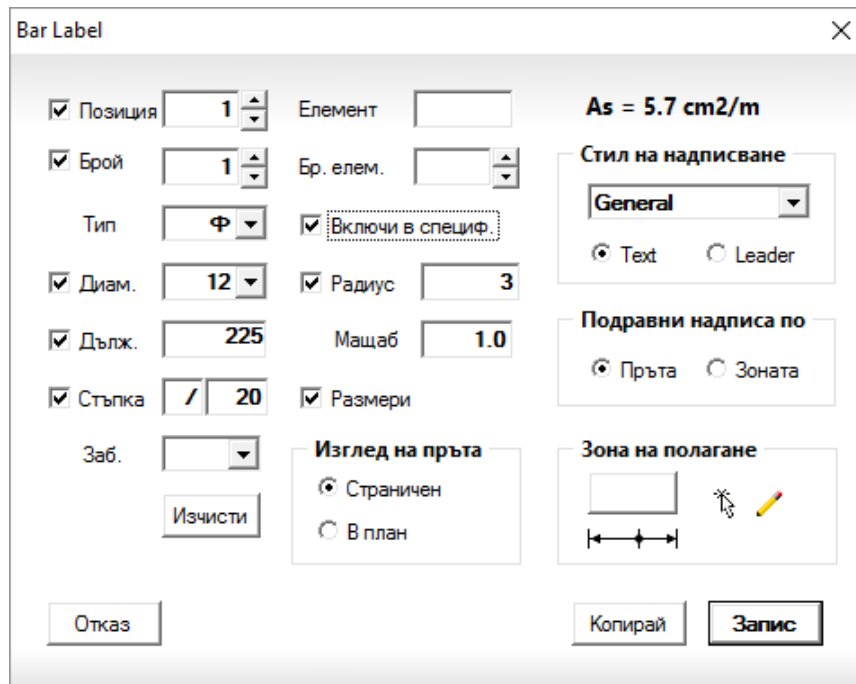 Bar Label
Позиция 1 Елемент As = 5.7 cm2/m
Брой 1 Бр. елем. Стил на надписване
General
Тип Ф Включи в специф.
Text Leader
Диам. 12 Радиус 3
Подравни надписа по
Дълж. 225 Мащаб 1.0
Пръта Зоната
Стъпка / 20 Размери
Заб. Изглед на пръта Зона на полагане
Страничен
Изчисти
В план
Отказ Копирай Запис